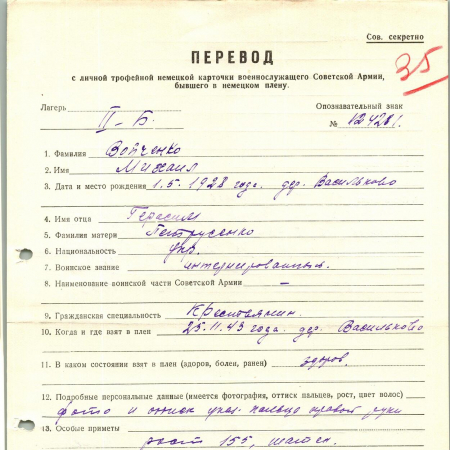 Сов. секретно
35
ПЕРЕВОД
с личной трофейной немецкой карточки военнослужащего Советской Армии,
бывшего в немецком плену.
Лагерь II-Б. Опознавательный знак
№ 124281.
1. Фамилия Войченко
2. Имя Михаил
3. Дата и место рождения 1.5.1928 года. дер. Васильково
4. Имя отца Герасим
5. Фамилия матери Петрусенко
6. Национальность укр.
7. Воинское звание интернированный.
8. Наименование воинской части Советской Армии —
9. Гражданская специальность Крестьянин.
10. Когда и где взят в плен 25.11.43 года. дер. Васильково
11. В каком состоянии взят в плен (здоров, болен, ранен) здоров.
12. Подробные персональные данные (имеется фотография, оттиск пальцев, рост, цвет волос)
фото и оттиск указ. пальца правой руки
13. Особые приметы
рост 155, шатен.